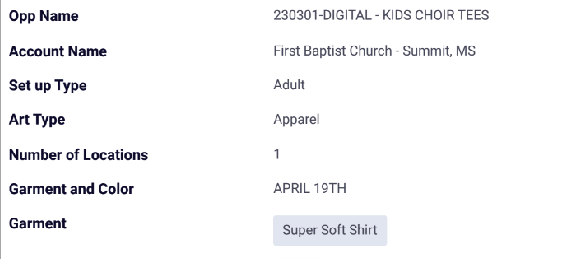 Opp Name 230301-DIGITAL - KIDS CHOIR TEES
Account Name First Baptist Church - Summit, MS
Set up Type Adult
Art Type Apparel
Number of Locations 1
Garment and Color APRIL 19TH
Garment Super Soft Shirt